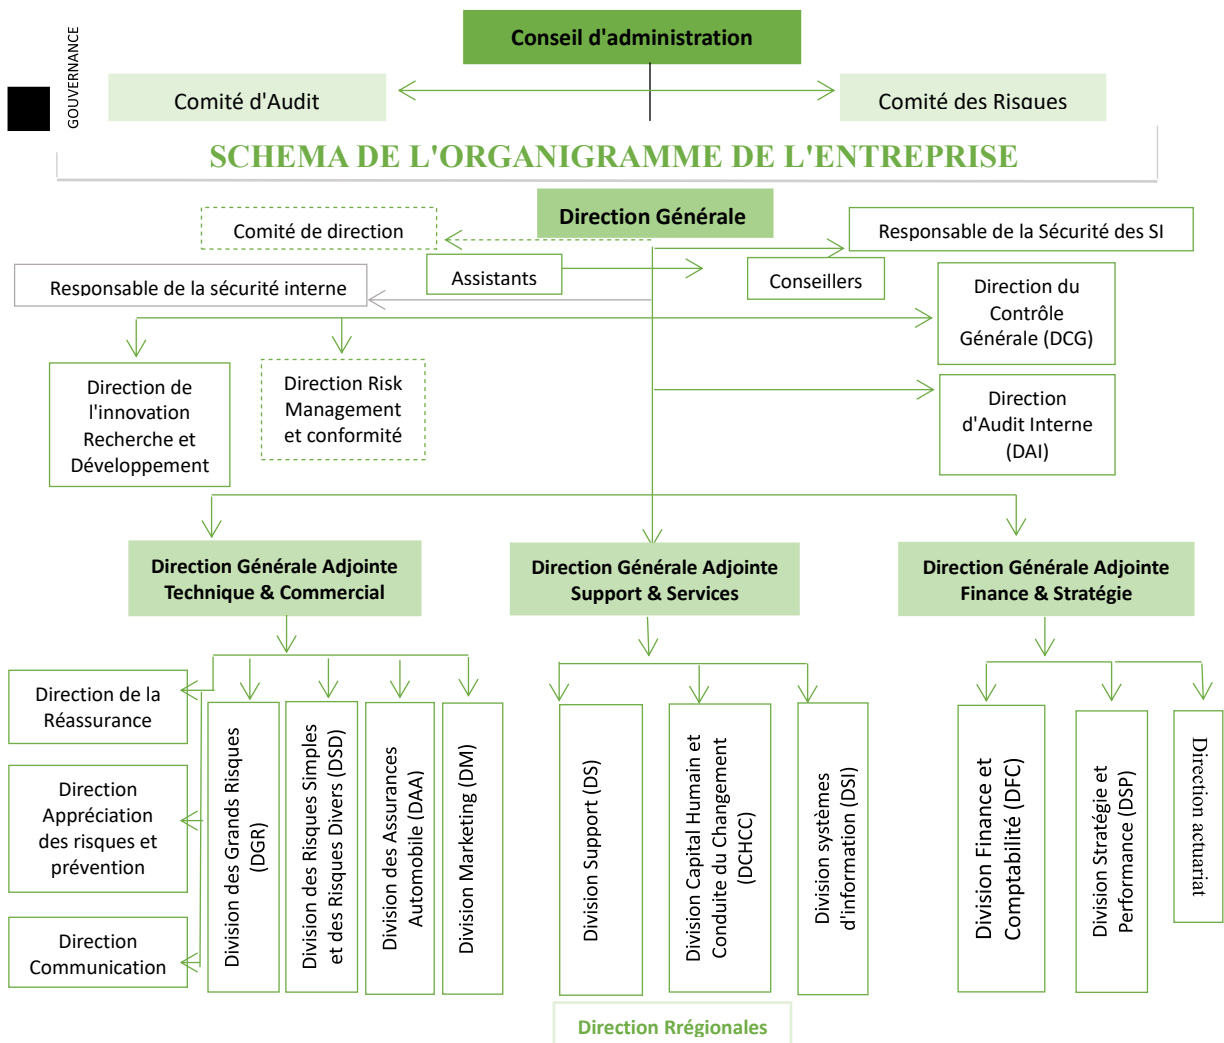 GOUVERNANCE
Conseil d'administration
Comité d'Audit
Comité des Risques
SCHEMA DE L'ORGANIGRAMME DE L'ENTREPRISE
Direction Générale
Comité de direction
Responsable de la Sécurité des SI
Assistants
Conseillers
Responsable de la sécurité interne
Direction du
Contrôle
Générale (DCG)
Direction de
l'innovation
Recherche et
Développement
Direction Risk
Management
et conformité
Direction
d'Audit Interne
(DAI)
Direction Générale Adjointe
Technique & Commercial
Direction Générale Adjointe
Support & Services
Direction Générale Adjointe
Finance & Stratégie
Direction de la
Réassurance
Direction
Appréciation
des risques et
prévention
Direction
Communication
Division des Grands Risques
(DGR)
Division des Risques Simples
et des Risques Divers (DSD)
Division des Assurances
Automobile (DAA)
Division Marketing (DM)
Division Support (DS)
Division Capital Humain et
Conduite du Changement
(DCHCC)
Division systèmes
d'information (DSI)
Division Finance et
Comptabilité (DFC)
Division Stratégie et
Performance (DSP)
Direction actuariat
Direction Rrégionales